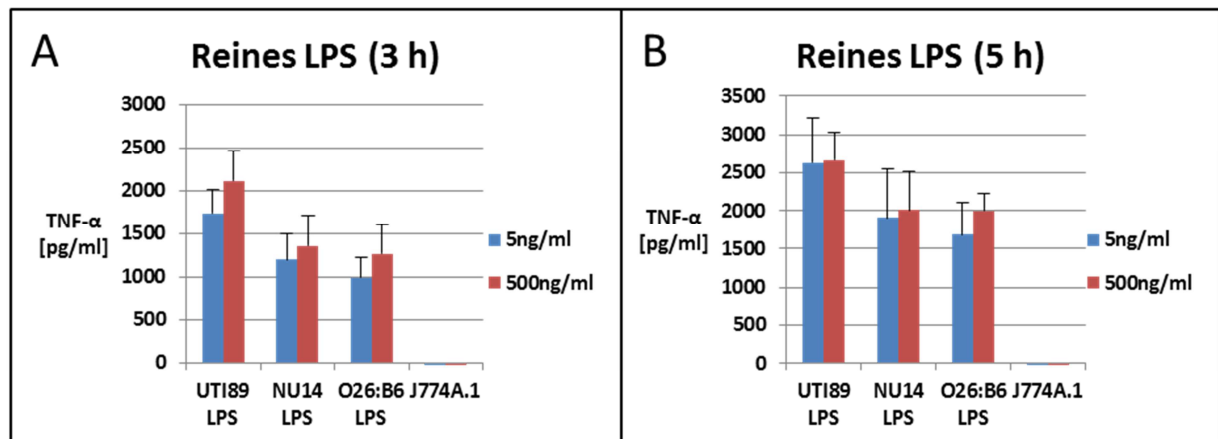 A
Reines LPS (3 h)
3000
2500
2000
1500
1000
500
0
TNF-α
[pg/ml]
UTI89 NU14 O26:B6 J774A.1
LPS LPS LPS
5ng/ml
500ng/ml
B
Reines LPS (5 h)
3500
3000
2500
2000
1500
1000
500
0
TNF-α
[pg/ml]
UTI89 NU14 O26:B6 J774A.1
LPS LPS LPS
5ng/ml
500ng/ml